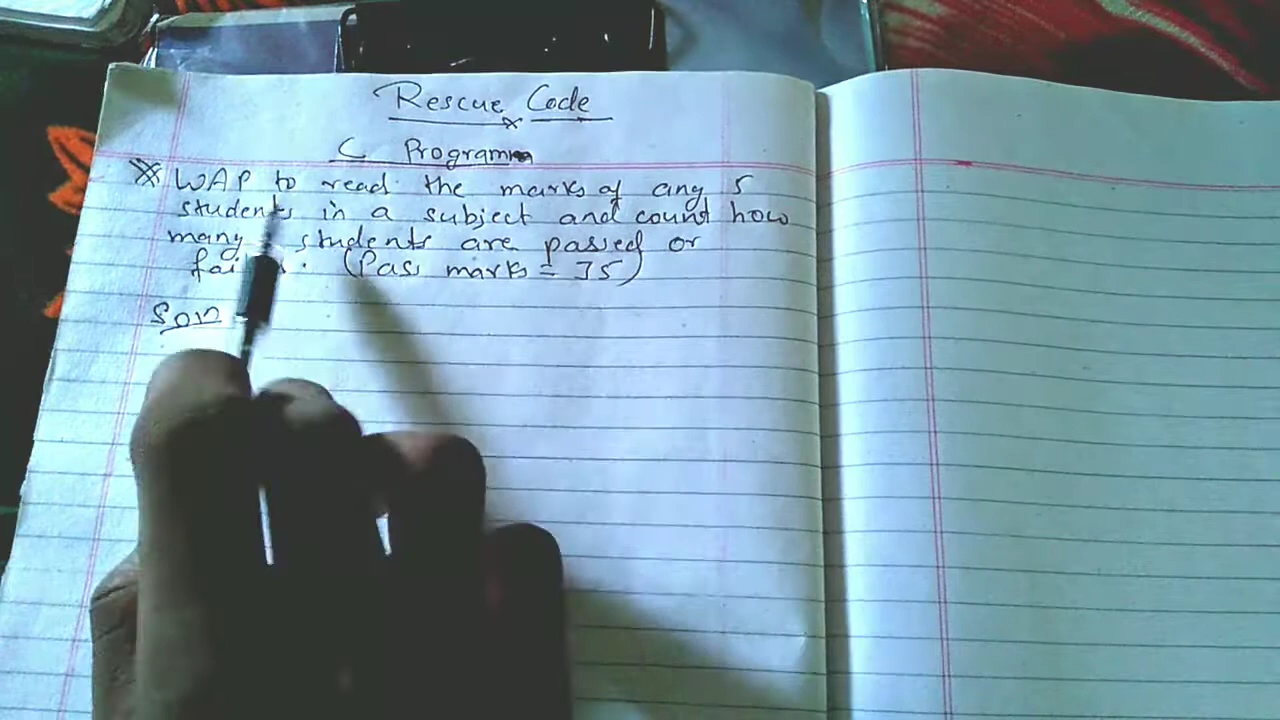 Rescue Code
C Program
WAP to read the marks of any 5
students in a subject and count how
many students are passed or
(Pass marks = 35)
Soln